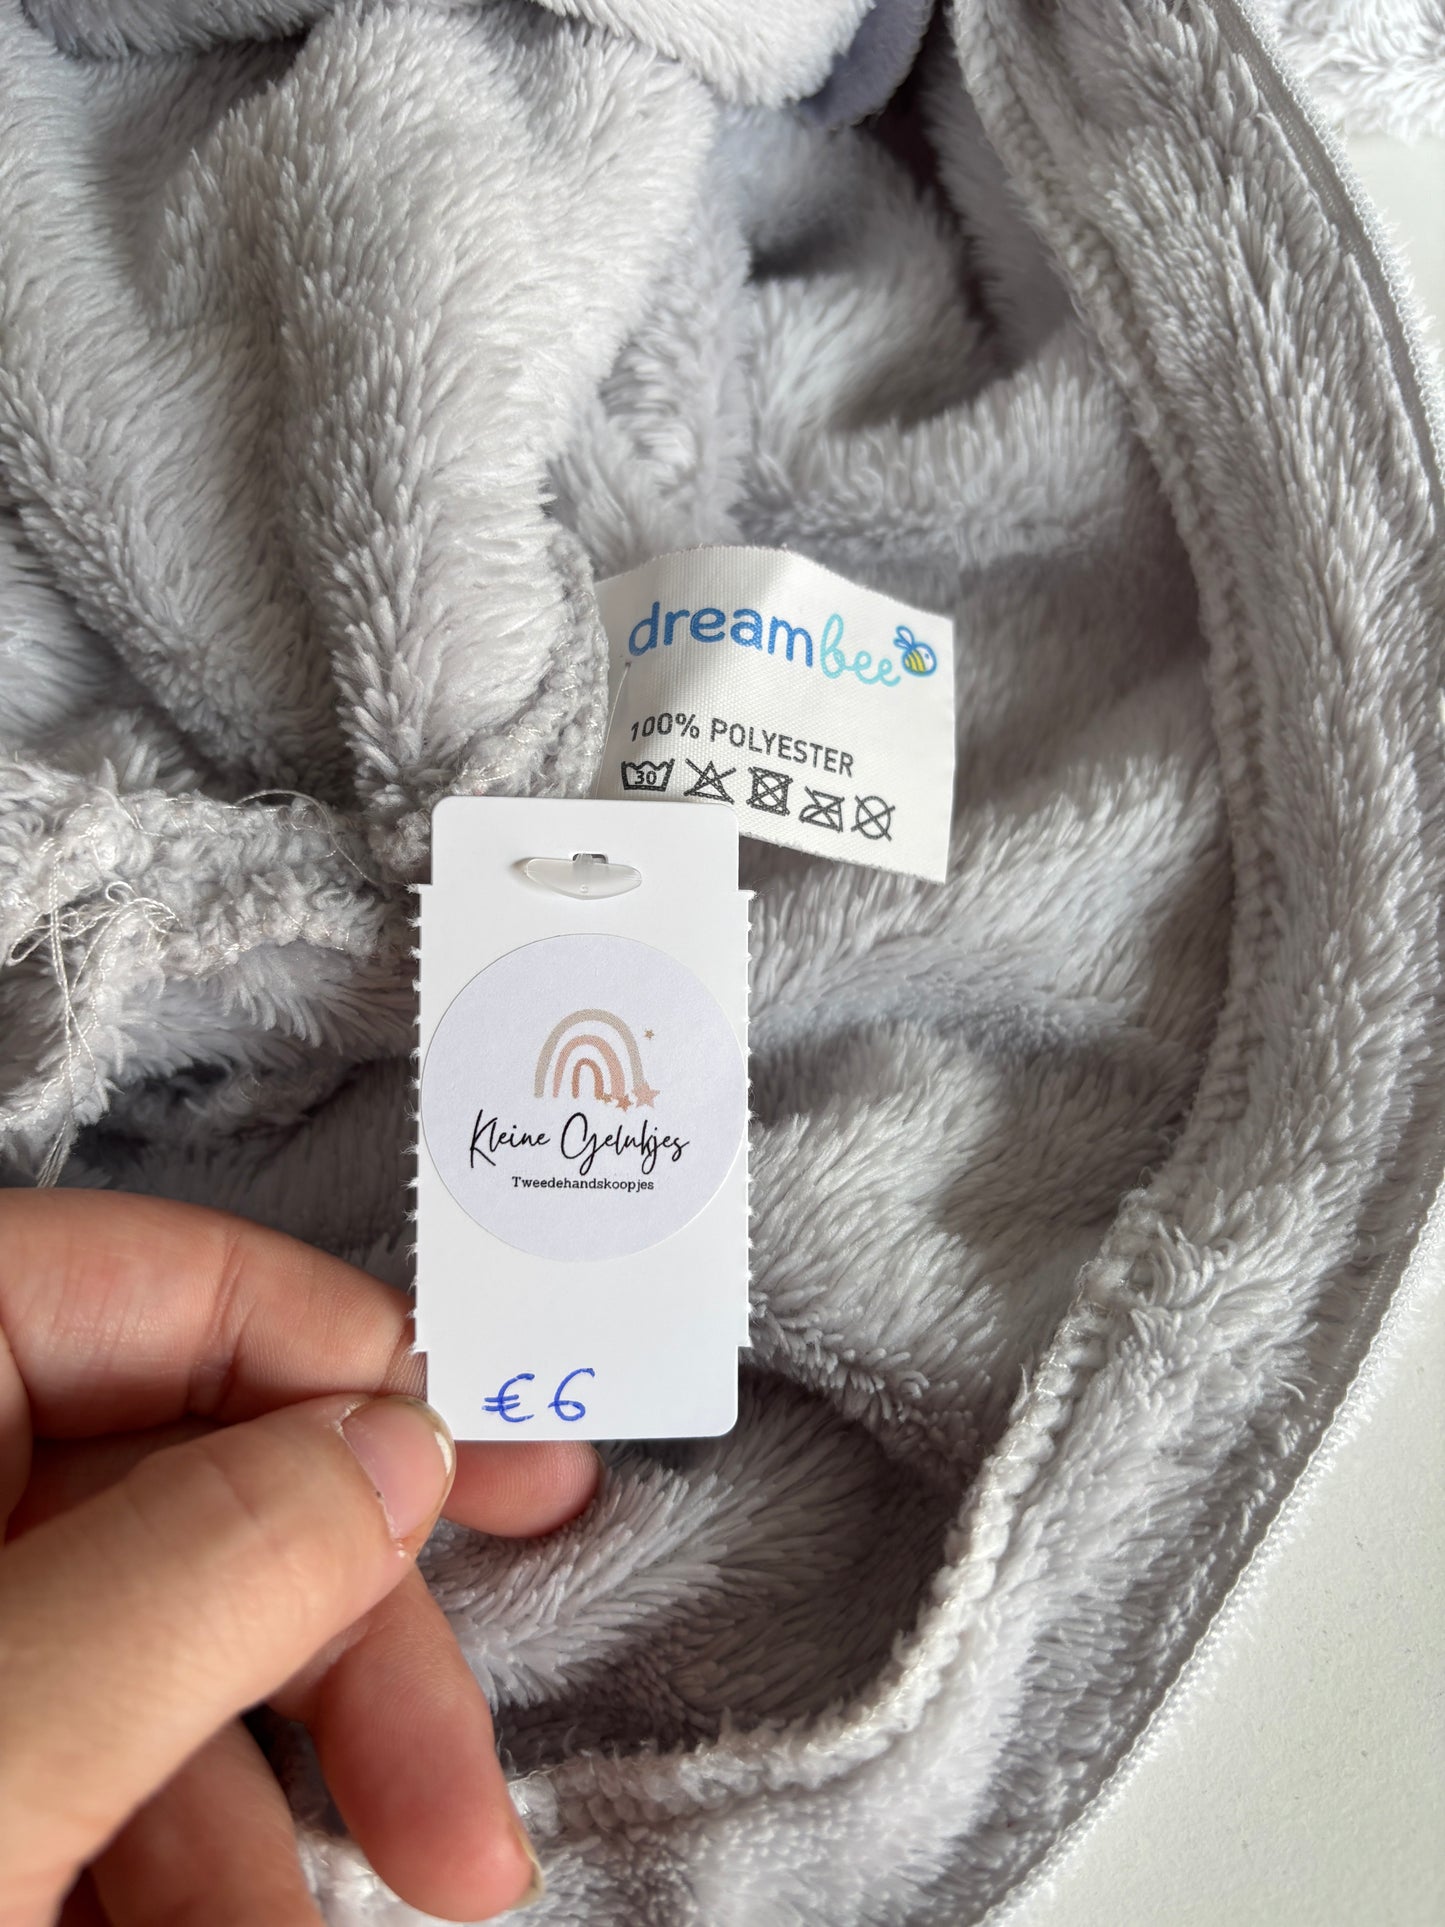 dreambee
100% POLYESTER
30
Kleine Gelukjes
Tweedehandskoopjes
€ 6